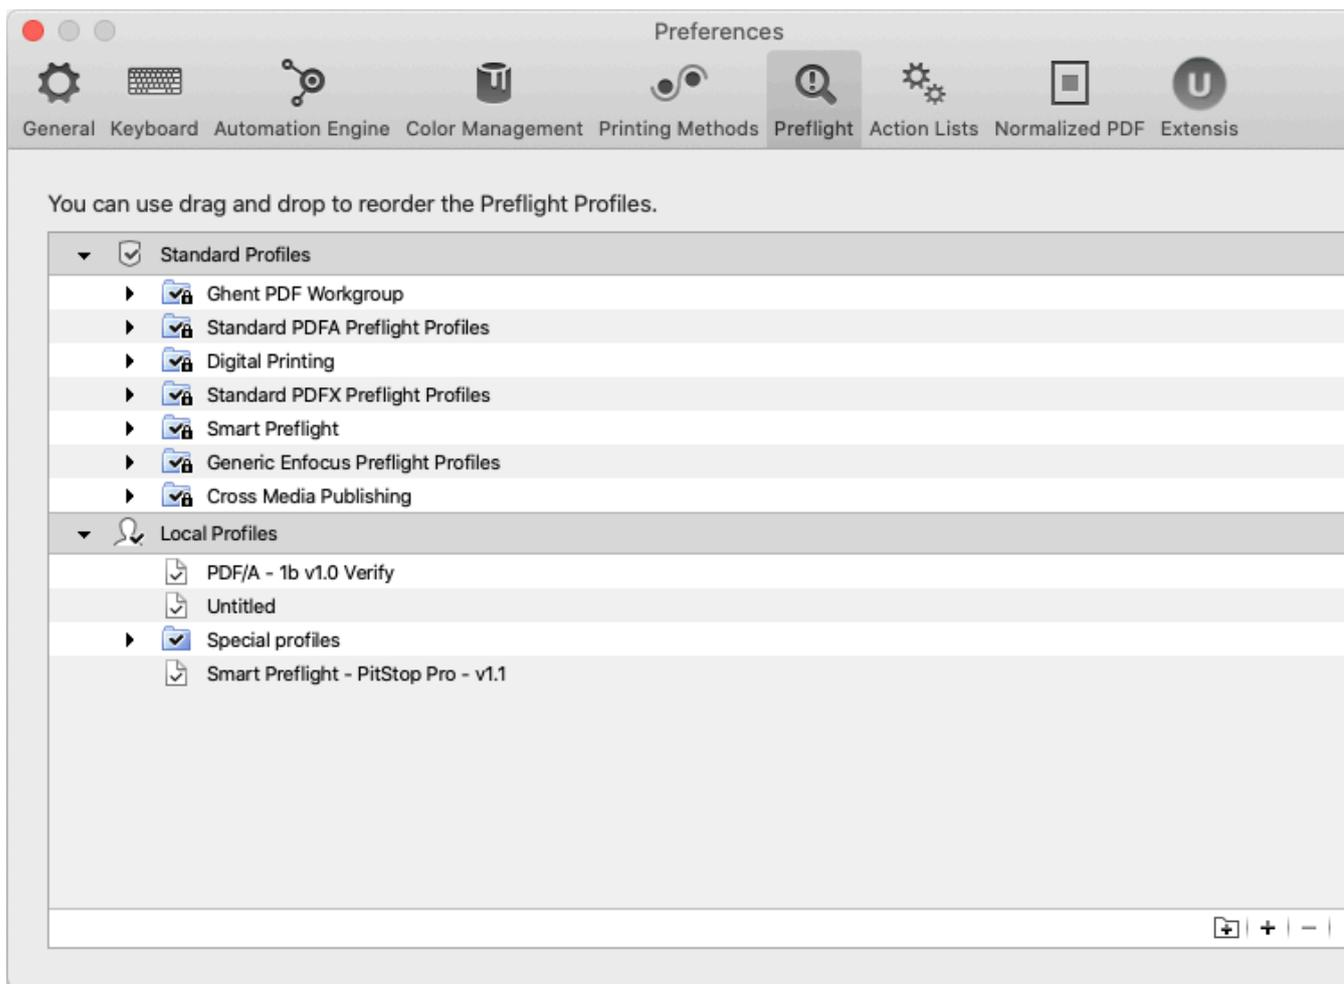 Preferences
General Keyboard Automation Engine Color Management Printing Methods Preflight Action Lists Normalized PDF Extensis
You can use drag and drop to reorder the Preflight Profiles.
Standard Profiles
Ghent PDF Workgroup
Standard PDFA Preflight Profiles
Digital Printing
Standard PDFX Preflight Profiles
Smart Preflight
Generic Enfocus Preflight Profiles
Cross Media Publishing
Local Profiles
PDF/A - 1b v1.0 Verify
Untitled
Special profiles
Smart Preflight - PitStop Pro - v1.1